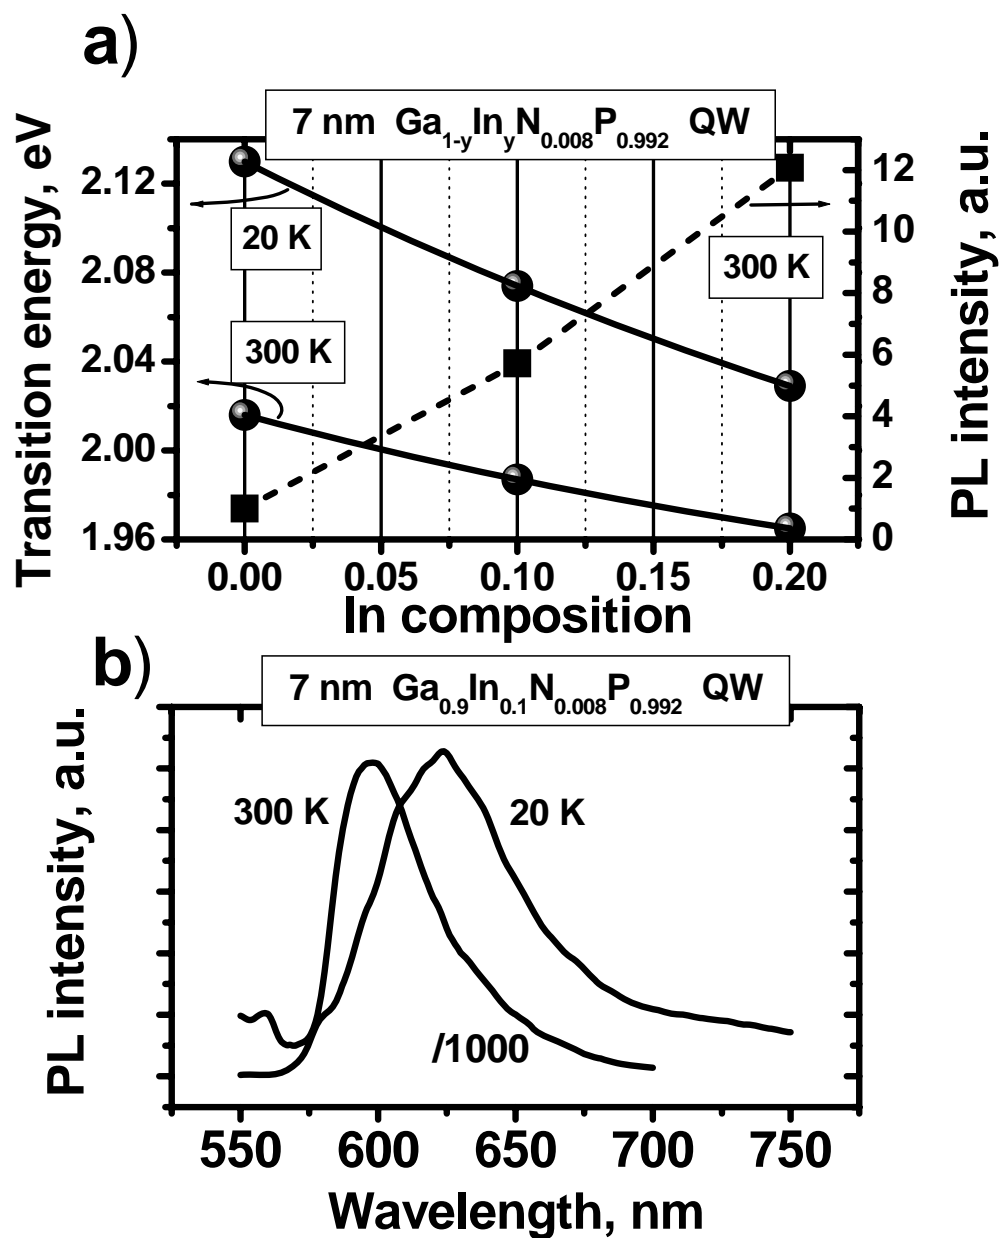 a)
7 nm Ga1-yInyN0.008P0.992 QW
Transition energy, eV
2.12
2.08
2.04
2.00
1.96
20 K
300 K
300 K
12
10
8
6
4
2
0
PL intensity, a.u.
0.00 0.05 0.10 0.15 0.20
In composition
b)
7 nm Ga0.9In0.1N0.008P0.992 QW
PL intensity, a.u.
300 K
20 K
/1000
550 600 650 700 750
Wavelength, nm